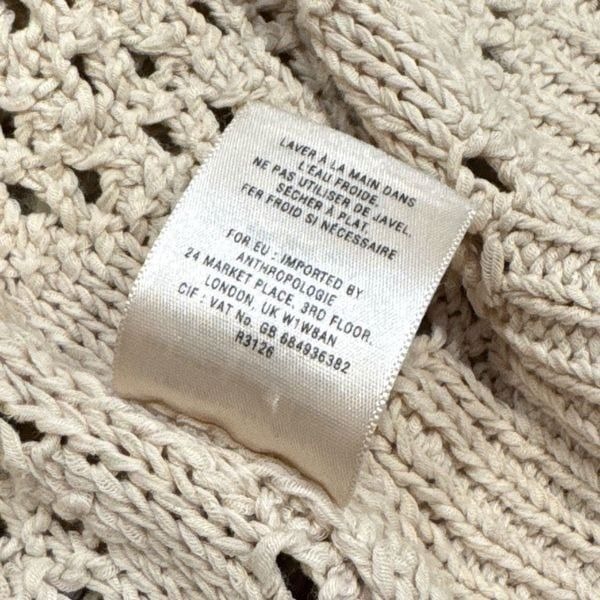 LAVER À LA MAIN DANS
L'EAU FROIDE.
NE PAS UTILISER DE JAVEL.
SÉCHER À PLAT.
FER FROID SI NÉCESSAIRE
FOR EU : IMPORTED BY
ANTHROPOLOGIE
24 MARKET PLACE, 3RD FLOOR.
LONDON, UK W1W8AN
CIF : VAT No. GB 684936382
R3126